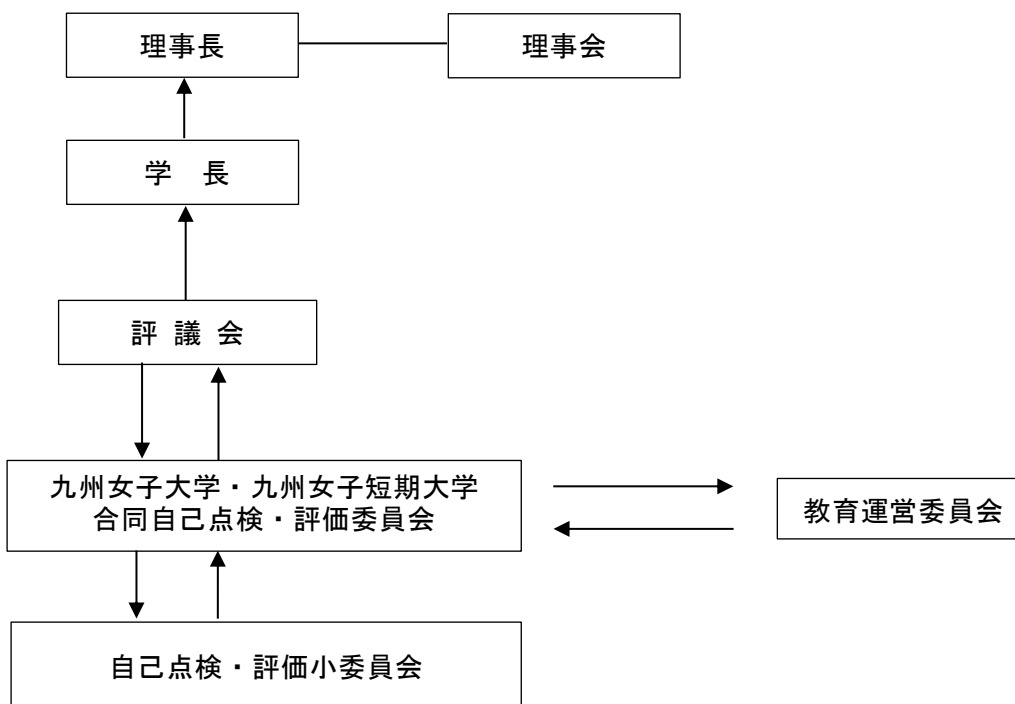 理事長
理事会
学 長
評 議 会
九州女子大学・九州女子短期大学
合同自己点検・評価委員会
教育運営委員会
自己点検・評価小委員会